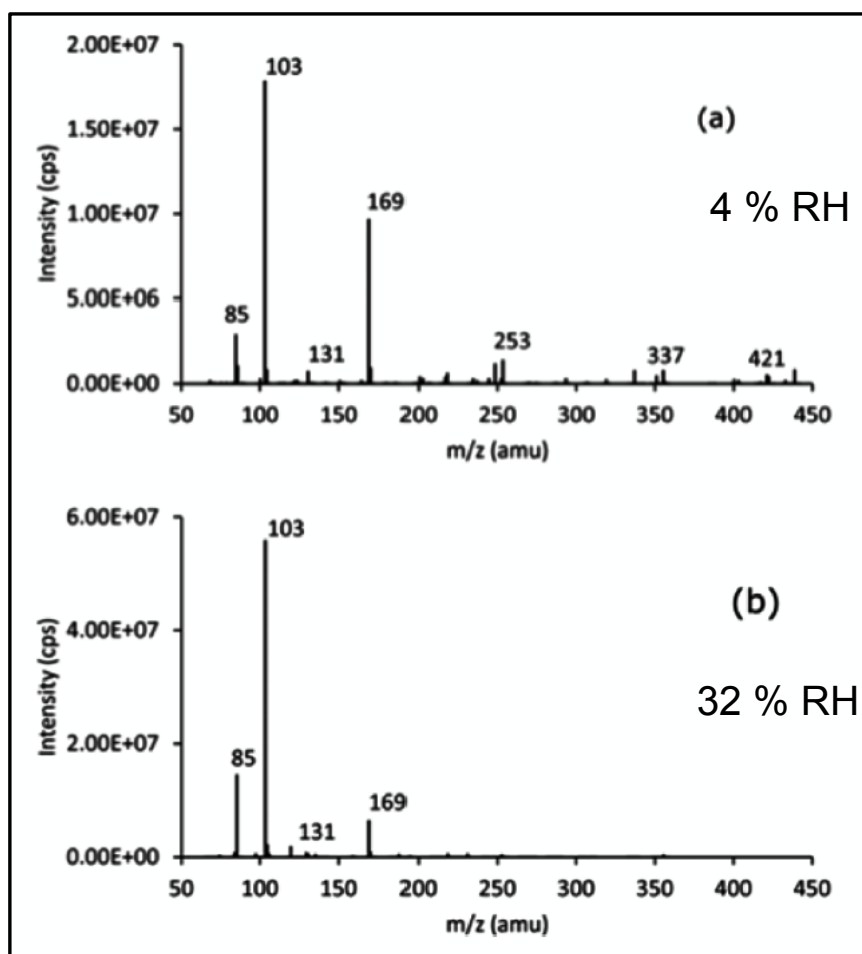 2.00E+07
103
1.50E+07
(a)
4 % RH
Intensity (cps)
1.00E+07
169
5.00E+06
85
131
253
337
421
0.00E+00
50 100 150 200 250 300 350 400 450
m/z (amu)
6.00E+07
103
(b)
4.00E+07
32 % RH
Intensity (cps)
2.00E+07
85
169
131
0.00E+00
50 100 150 200 250 300 350 400 450
m/z (amu)